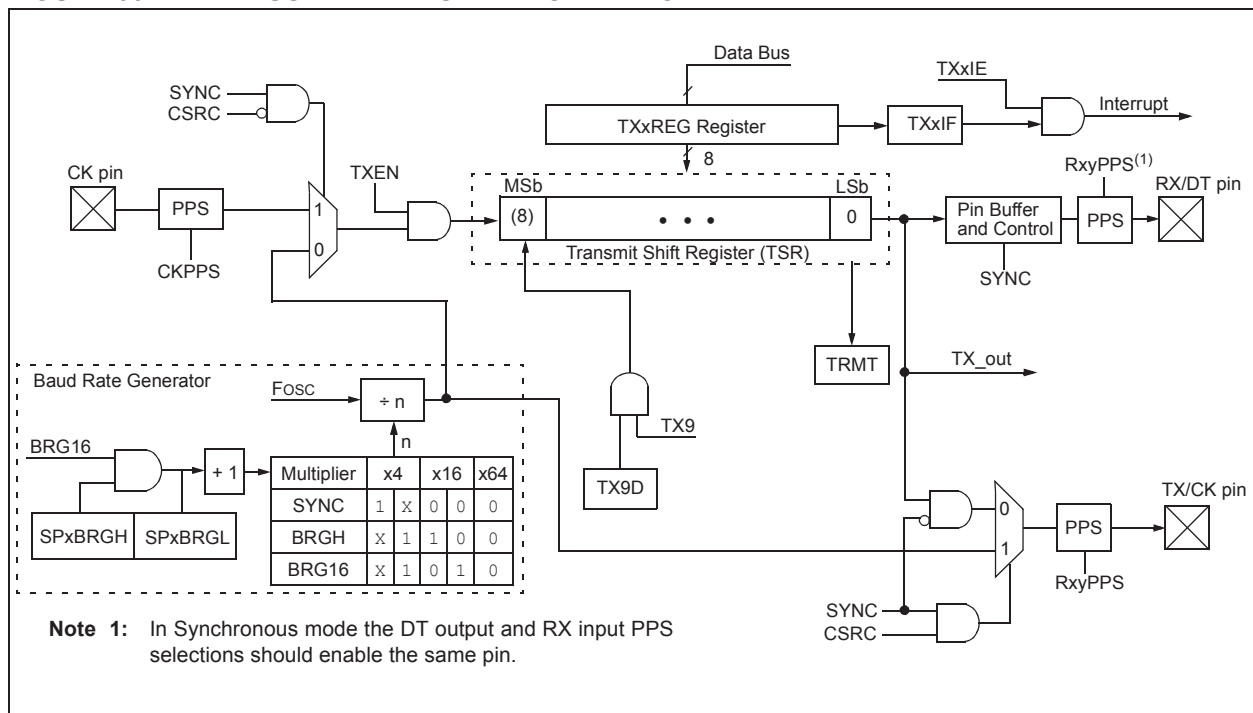 Data Bus
TXxIE
Interrupt
SYNC
CSRC
TXxREG Register
TXxIF
8
CK pin
TXEN
MSb
LSb
RxyPPS(1)
RX/DT pin
PPS
1
0
(8)
• • •
0
Pin Buffer
and Control
PPS
CKPPS
Transmit Shift Register (TSR)
SYNC
TRMT
TX_out
Baud Rate Generator
FOSC
÷ n
n
TX9
TX9D
BRG16
+ 1
Multiplier x4 x16 x64
SYNC 1 X 0 0 0
BRGH X 1 1 0 0
BRG16 X 1 0 1 0
SPxBRGH SPxBRGL
TX/CK pin
0
1
PPS
RxyPPS
SYNC
CSRC
Note 1: In Synchronous mode the DT output and RX input PPS
selections should enable the same pin.